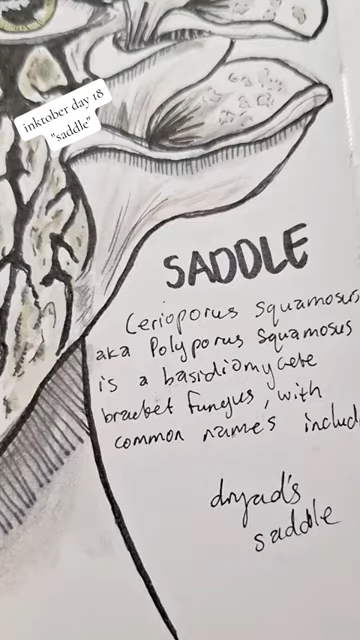 inktober day 18
"saddle"
SADDLE
Cerioporus squamosus
aka Polyporus squamosus
is a basidiomycete
bracket fungus, with
common names includ
dryad's
saddle